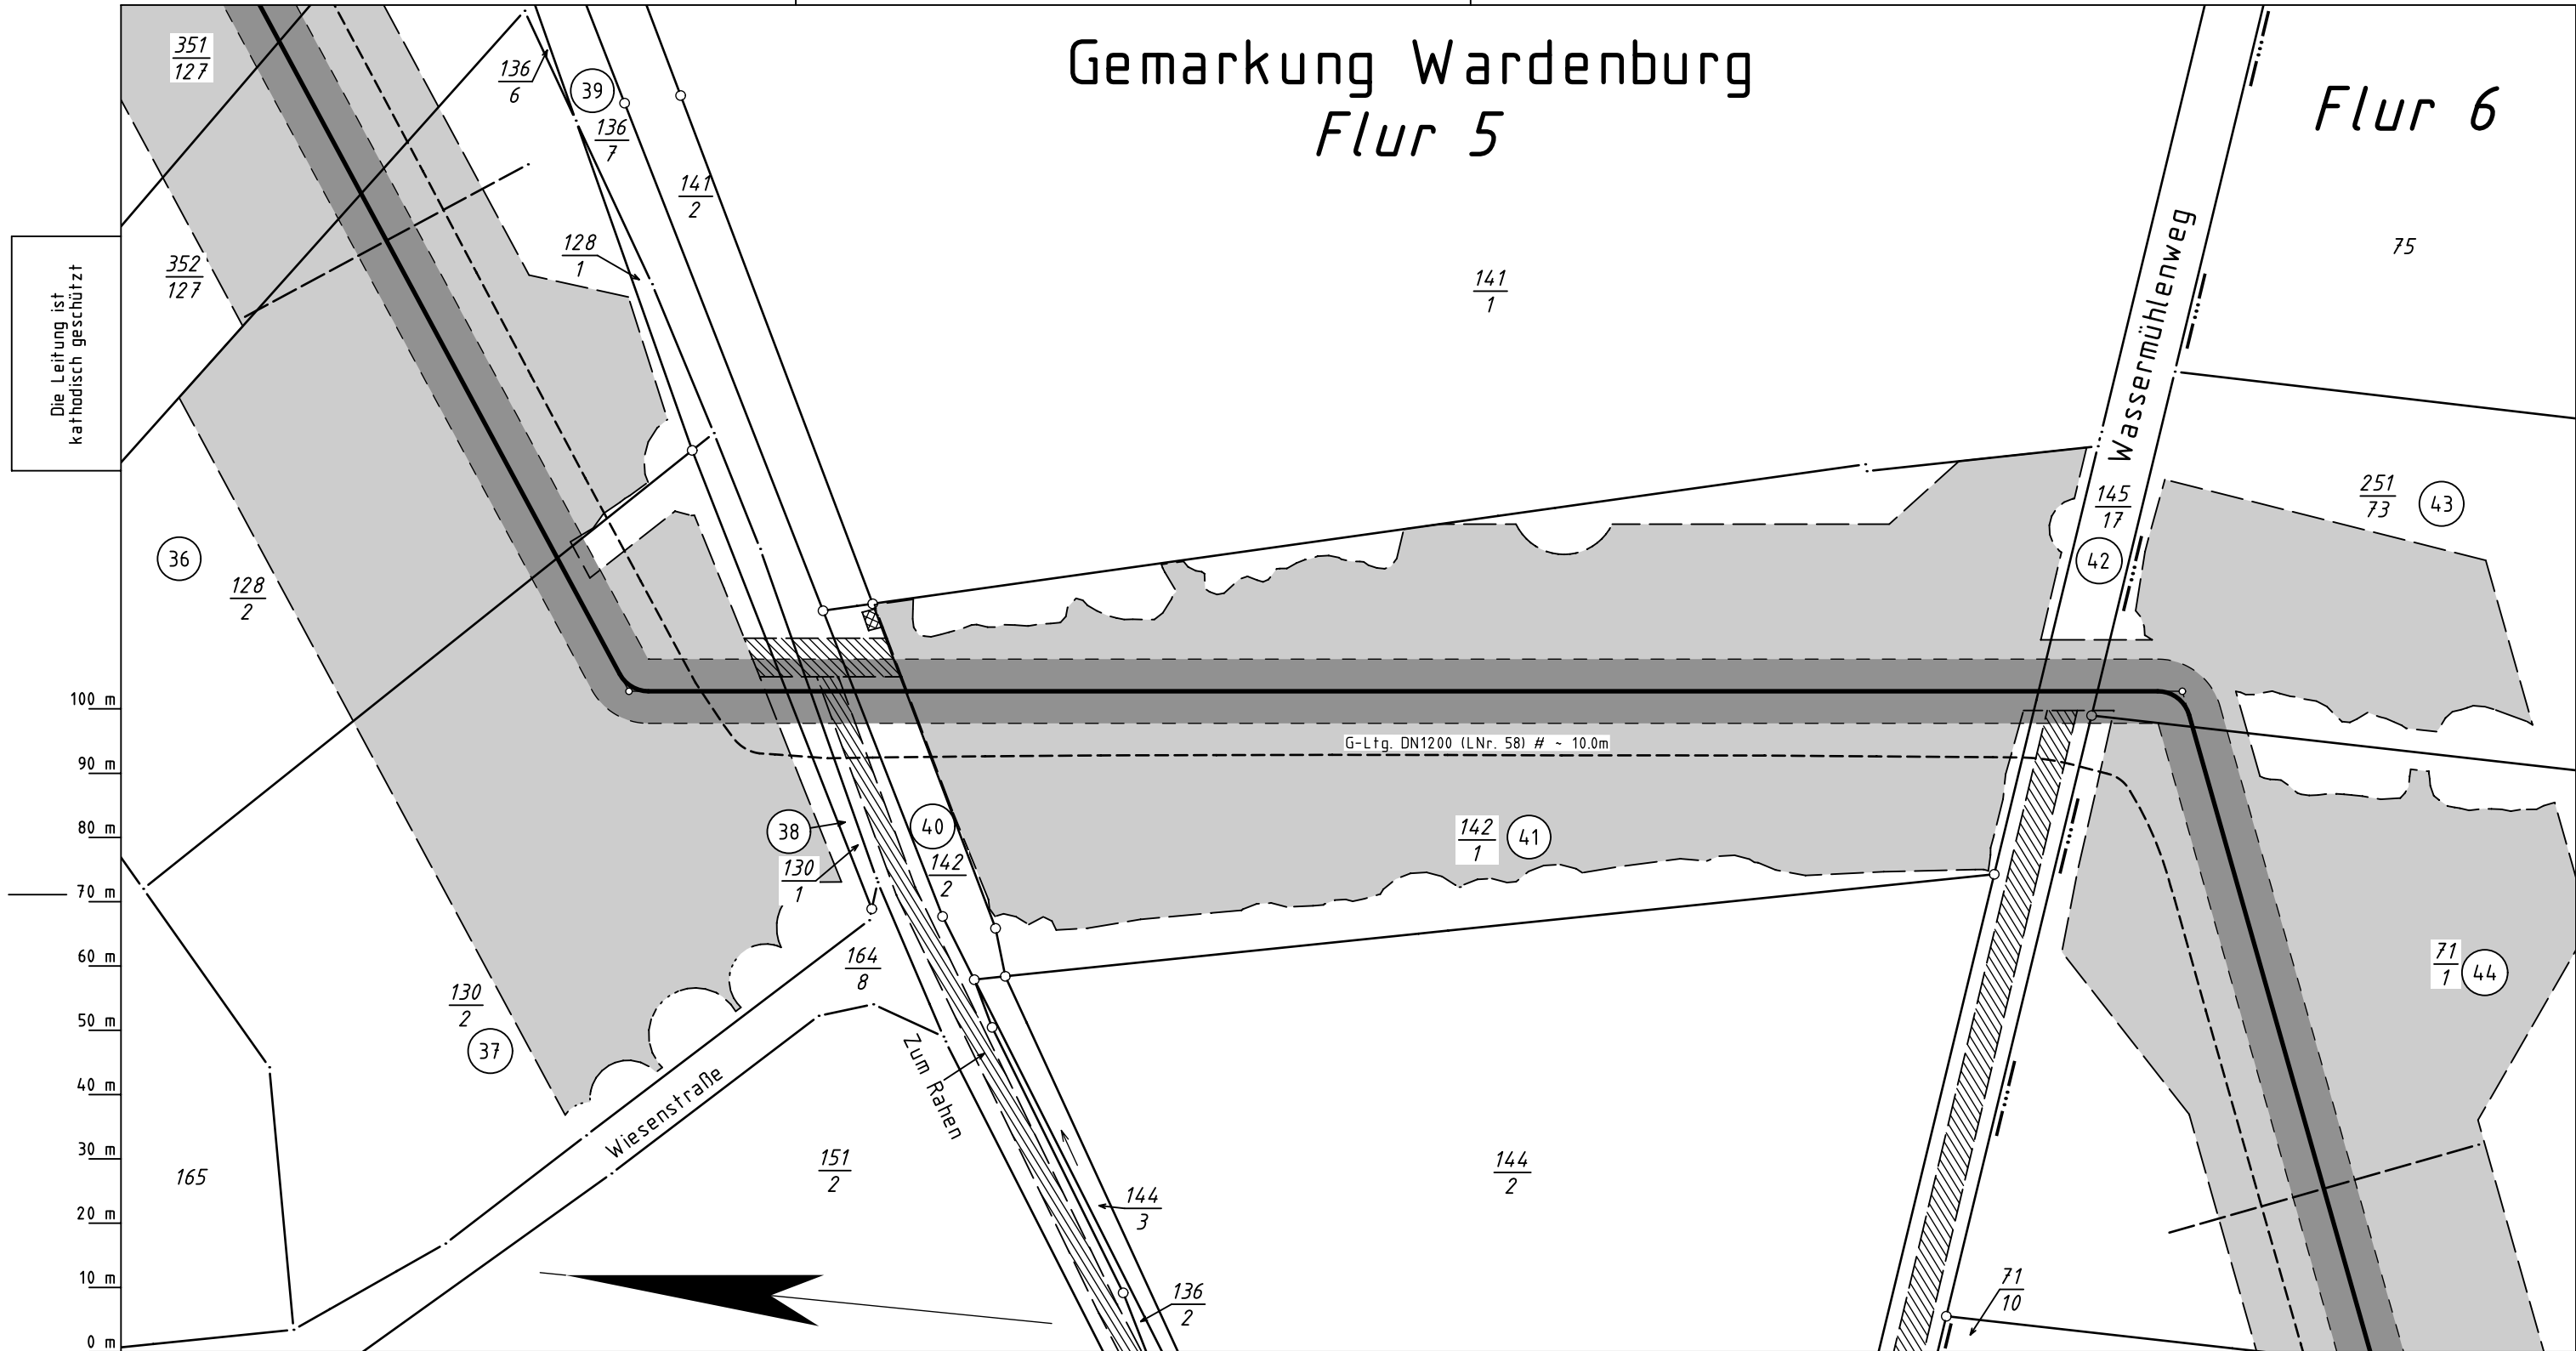 Gemarkung Wardenburg
Flur 5
Flur 6
351
127
136
6
39
136
7
141
2
352
127
128
1
141
1
75
Wassermühlenweg
Die Leitung ist
kathodisch geschützt
36
128
2
145
17
42
251
73
43
100 m
90 m
80 m
70 m
60 m
50 m
40 m
30 m
20 m
10 m
0 m
G-Ltg. DN1200 (LNr. 58) # ~ 10.0m
38
130
1
40
142
2
142
1
41
164
8
71
1
44
130
2
37
Zum Rahen
Wiesenstraße
165
151
2
144
3
144
2
136
2
71
10